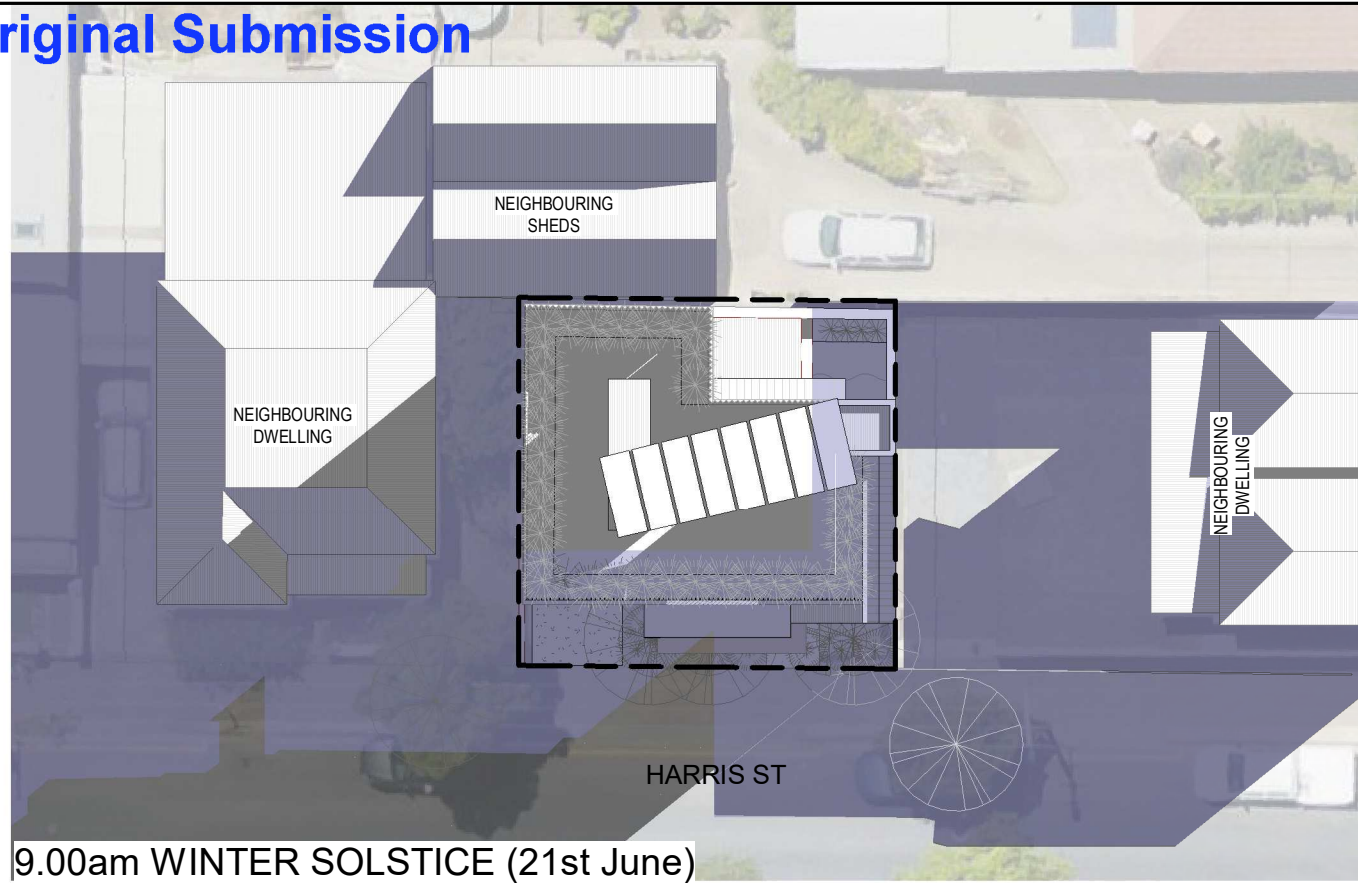 riginal Submission
NEIGHBOURING
SHEDS
NEIGHBOURING
DWELLING
NEIGHBOURING
DWELLING
HARRIS ST
9.00am WINTER SOLSTICE (21st June)